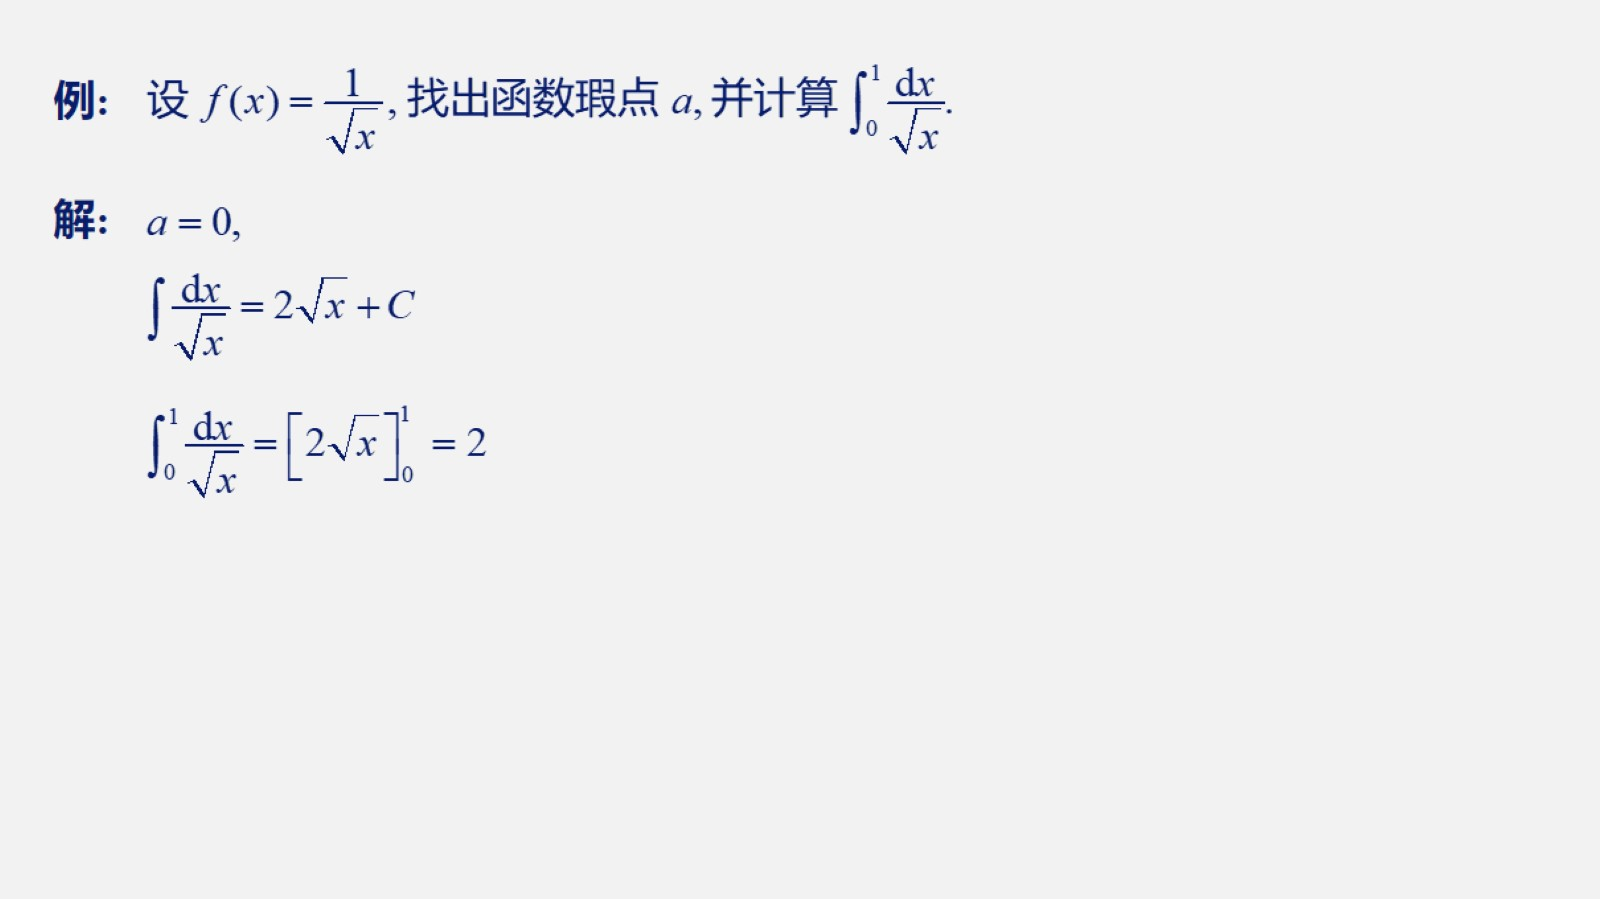 例: 设 f(x) = 1/√x, 找出函数瑕点 a, 并计算 ∫₀¹ dx/√x.
解: a = 0,
∫ dx/√x = 2√x + C
∫₀¹ dx/√x = [2√x]₀¹ = 2